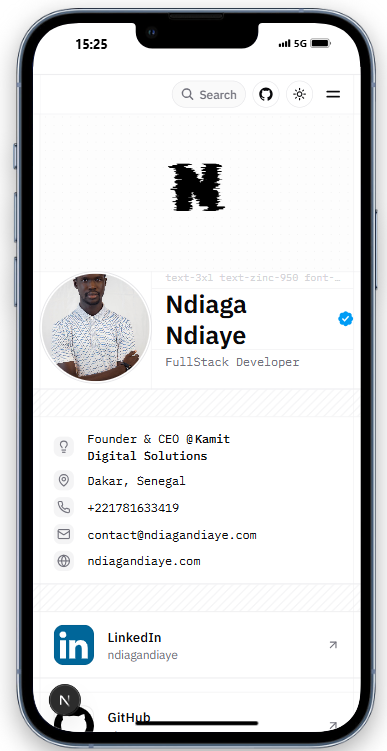 15:25
5G
Search
N
text-3xl text-zinc-950 font-…
Ndiaga
Ndiaye
FullStack Developer
Founder & CEO @Kamit
Digital Solutions
Dakar, Senegal
+221781633419
contact@ndiagandiaye.com
ndiagandiaye.com
in
LinkedIn
ndiagandiaye
N
GitHub